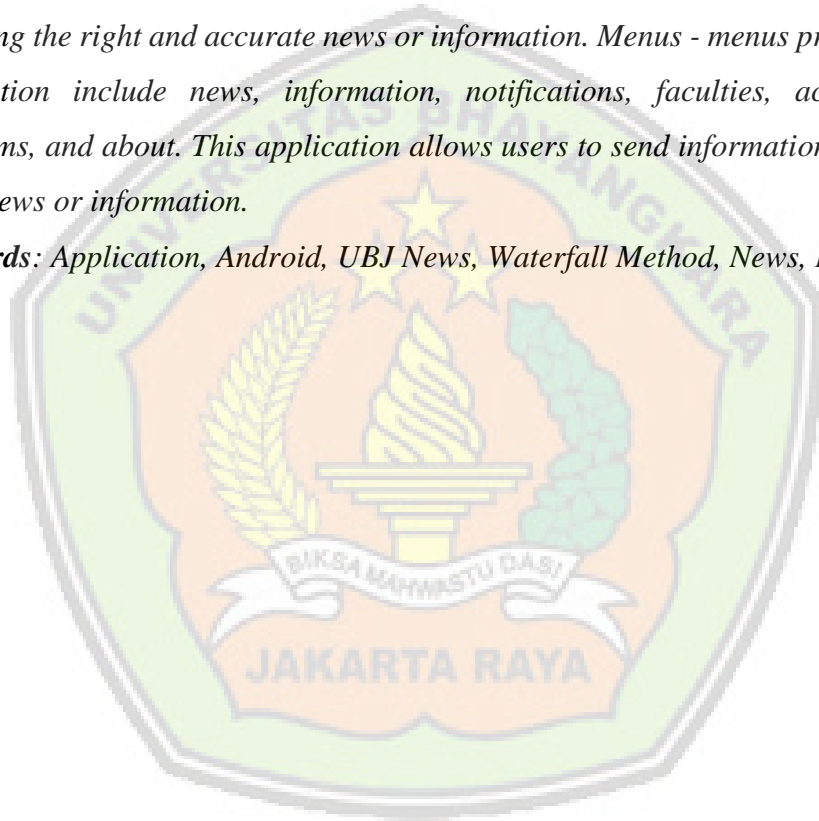 ng the right and accurate news or information. Menus - menus pr
tion include news, information, notifications, faculties, ac
ns, and about. This application allows users to send information
ews or information.
rds: Application, Android, UBJ News, Waterfall Method, News,
UNIVERSITAS BHAYANGKARA
BIKSA MAHWASTU DASI
JAKARTA RAYA